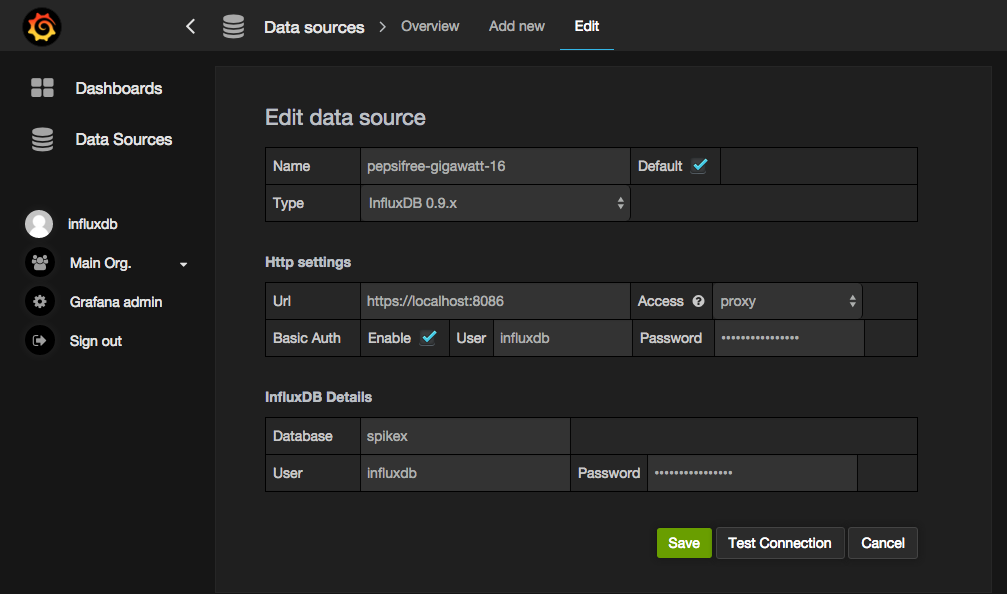 Data sources > Overview Add new Edit
Dashboards
Data Sources
influxdb
Main Org.
Grafana admin
Sign out
Edit data source
Name pepsifree-gigawatt-16 Default
Type InfluxDB 0.9.x
Http settings
Url https://localhost:8086 Access ? proxy
Basic Auth Enable User influxdb Password ••••••••••••••••
InfluxDB Details
Database spikex
User influxdb Password ••••••••••••••••
Save Test Connection Cancel